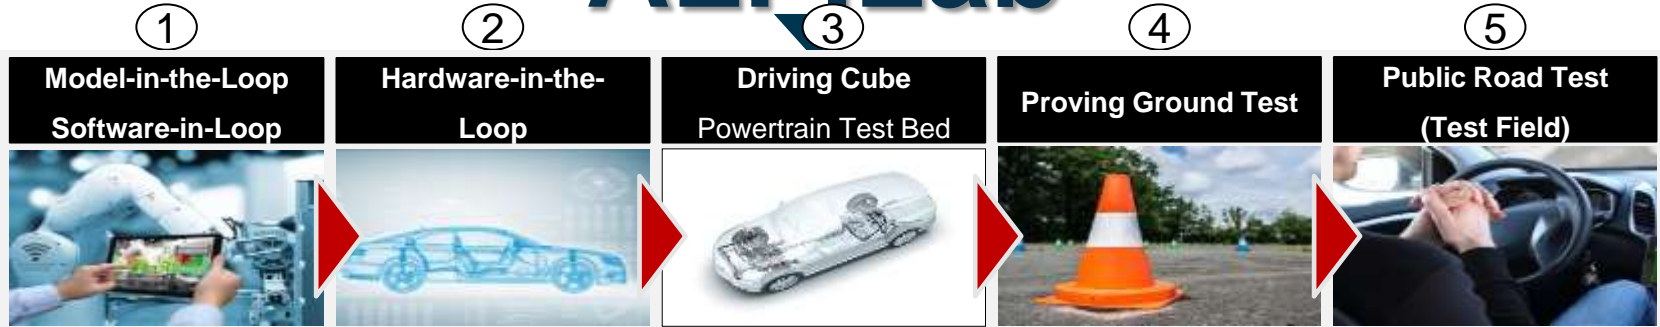 1
2
3
4
5
Model-in-the-Loop
Software-in-Loop
Hardware-in-the-
Loop
Driving Cube
Powertrain Test Bed
Proving Ground Test
Public Road Test
(Test Field)